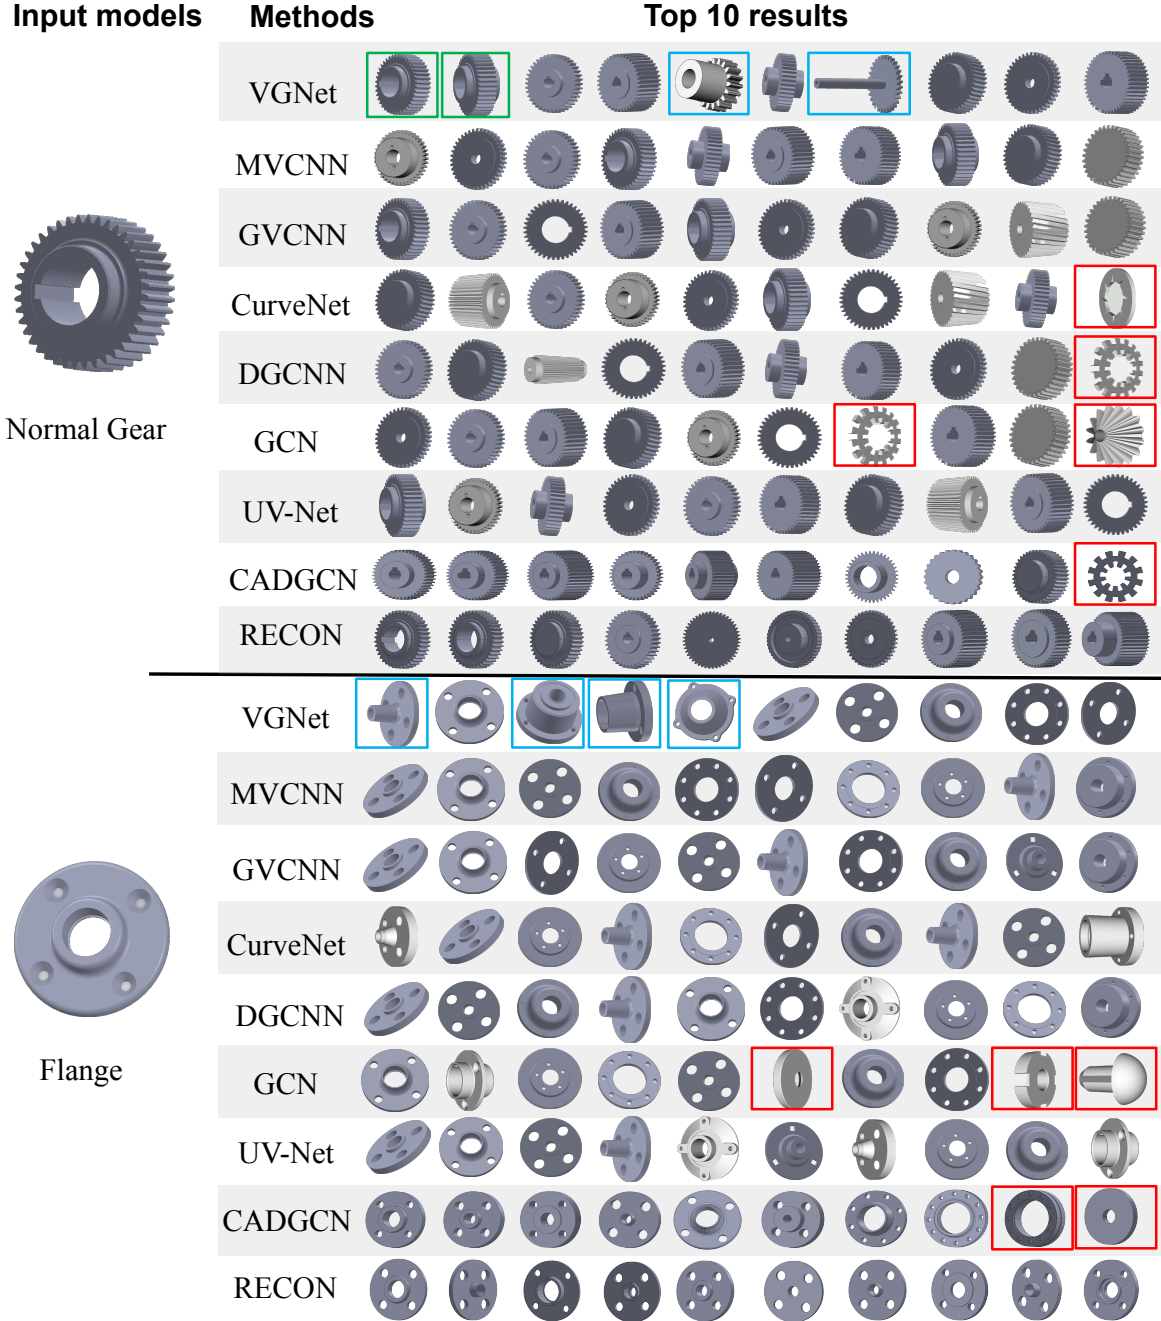 Input models Methods Top 10 results
VGNet
MVCNN
GVCNN
CurveNet
DGCNN
Normal Gear
GCN
UV-Net
CADGCN
RECON
VGNet
MVCNN
GVCNN
CurveNet
DGCNN
Flange
GCN
UV-Net
CADGCN
RECON